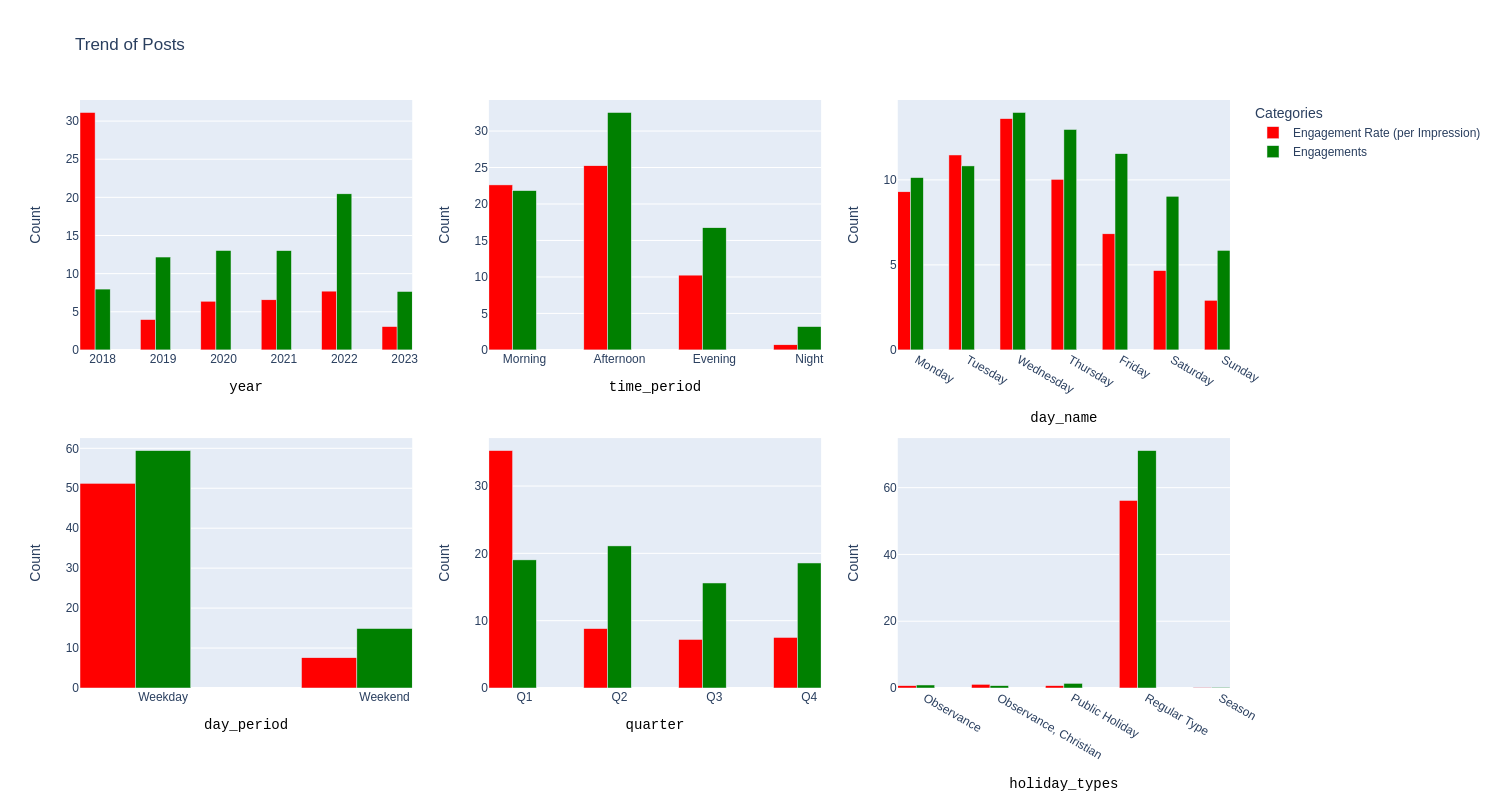 Trend of Posts
Categories
Engagement Rate (per Impression)
Engagements
Count
30
25
20
15
10
5
0
2018 2019 2020 2021 2022 2023
year
Count
30
25
20
15
10
5
0
Morning Afternoon Evening Night
time_period
Count
10
5
0
Monday Tuesday Wednesday Thursday Friday Saturday Sunday
day_name
Count
60
50
40
30
20
10
0
Weekday Weekend
day_period
Count
30
20
10
0
Q1 Q2 Q3 Q4
quarter
Count
60
40
20
0
Observance Observance, Christian Public Holiday Regular Type Season
holiday_types